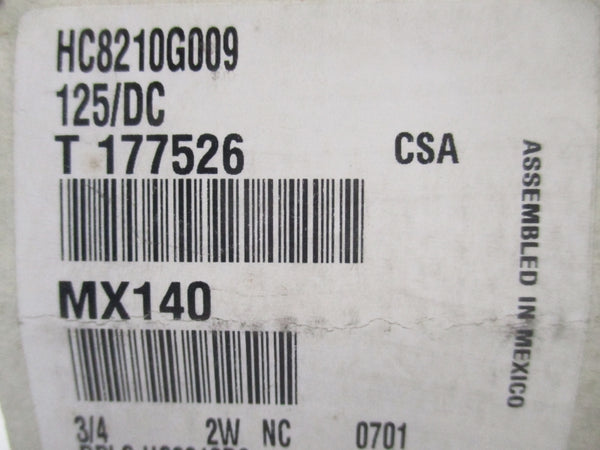 HC8210G009
125/DC
T 177526
CSA
ASSEMBLED IN MEXICO
MX140
3/4 2W NC 0701